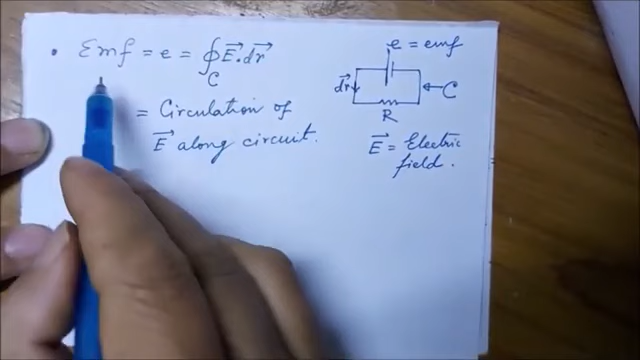 • Emf = e = ∮ E⃗.dr⃗
C
= Circulation of
E⃗ along circuit.
e = emf
dr⃗
C
R
E⃗ = Electric
field.